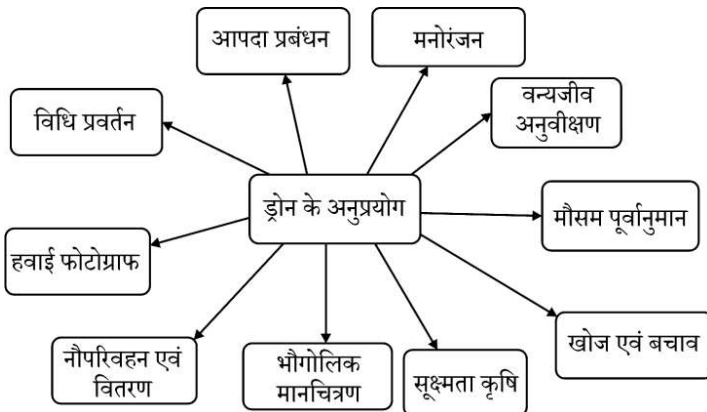 आपदा प्रबंधन
मनोरंजन
वन्यजीव
अनुवीक्षण
विधि प्रवर्तन
ड्रोन के अनुप्रयोग
मौसम पूर्वानुमान
हवाई फोटोग्राफ
खोज एवं बचाव
नौपरिवहन एवं
वितरण
भौगोलिक
मानचित्रण
सूक्ष्मता कृषि